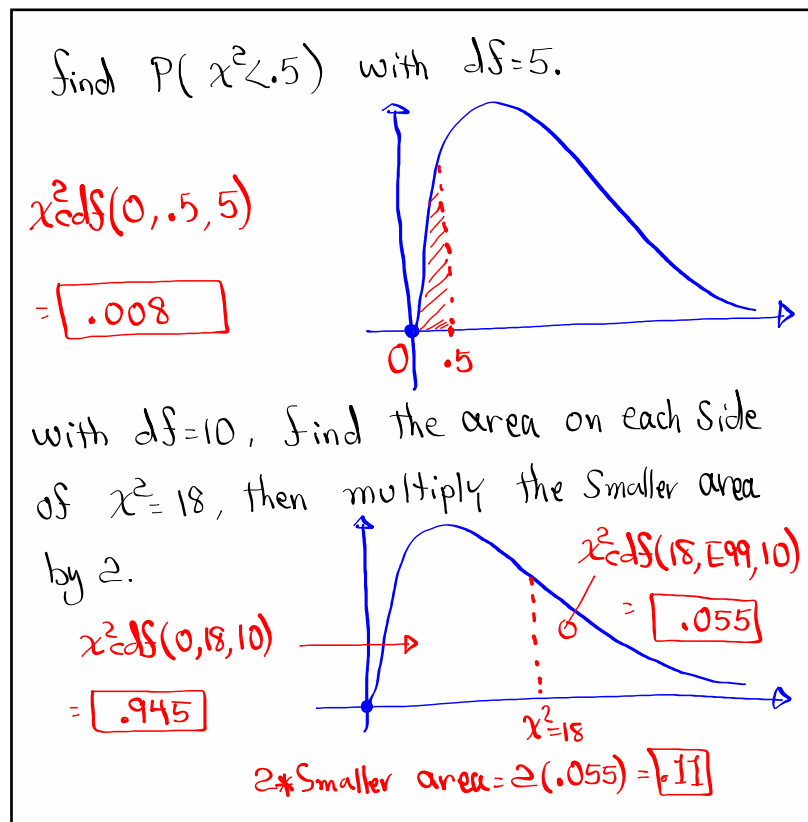 find P( χ²<.5) with df=5.
χ²cdf(0, .5, 5)
= .008
0 .5
with df=10, find the area on each Side
of χ²=18, then multiply the Smaller area
by 2.
χ²cdf(18,E99,10)
= .055
χ²cdf(0,18,10)
= .945
χ²=18
2*Smaller area=2(.055)=.11